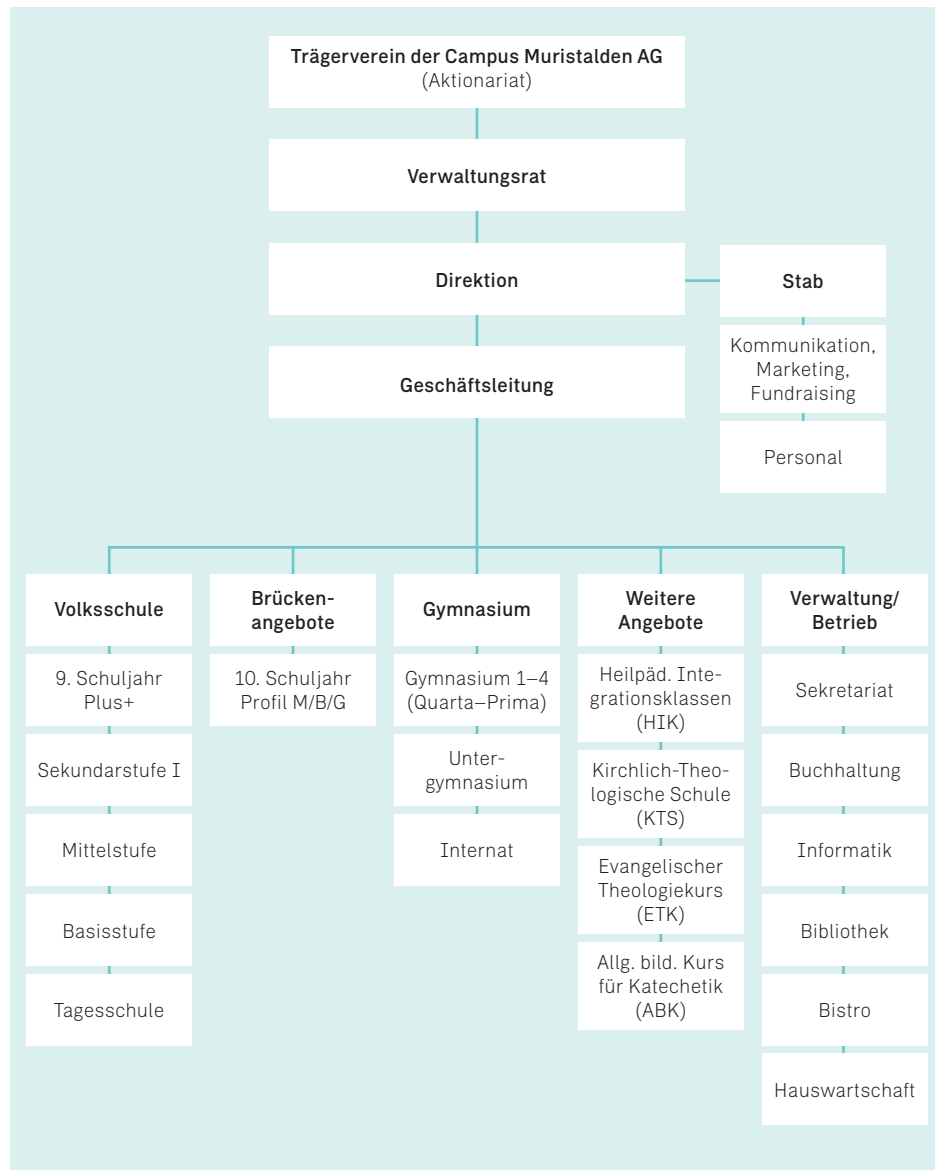 Trägerverein der Campus Muristalden AG
(Aktionariat)
Verwaltungsrat
Direktion
Stab
Kommunikation,
Marketing,
Fundraising
Personal
Geschäftsleitung
Volksschule
9. Schuljahr
Plus+
Sekundarstufe I
Mittelstufe
Basisstufe
Tagesschule
Brücken-
angebote
10. Schuljahr
Profil M/B/G
Gymnasium
Gymnasium 1–4
(Quarta–Prima)
Unter-
gymnasium
Internat
Weitere
Angebote
Heilpäd. Inte-
grationsklassen
(HIK)
Kirchlich-Theo-
logische Schule
(KTS)
Evangelischer
Theologiekurs
(ETK)
Allg. bild. Kurs
für Katechetik
(ABK)
Verwaltung/
Betrieb
Sekretariat
Buchhaltung
Informatik
Bibliothek
Bistro
Hauswartschaft